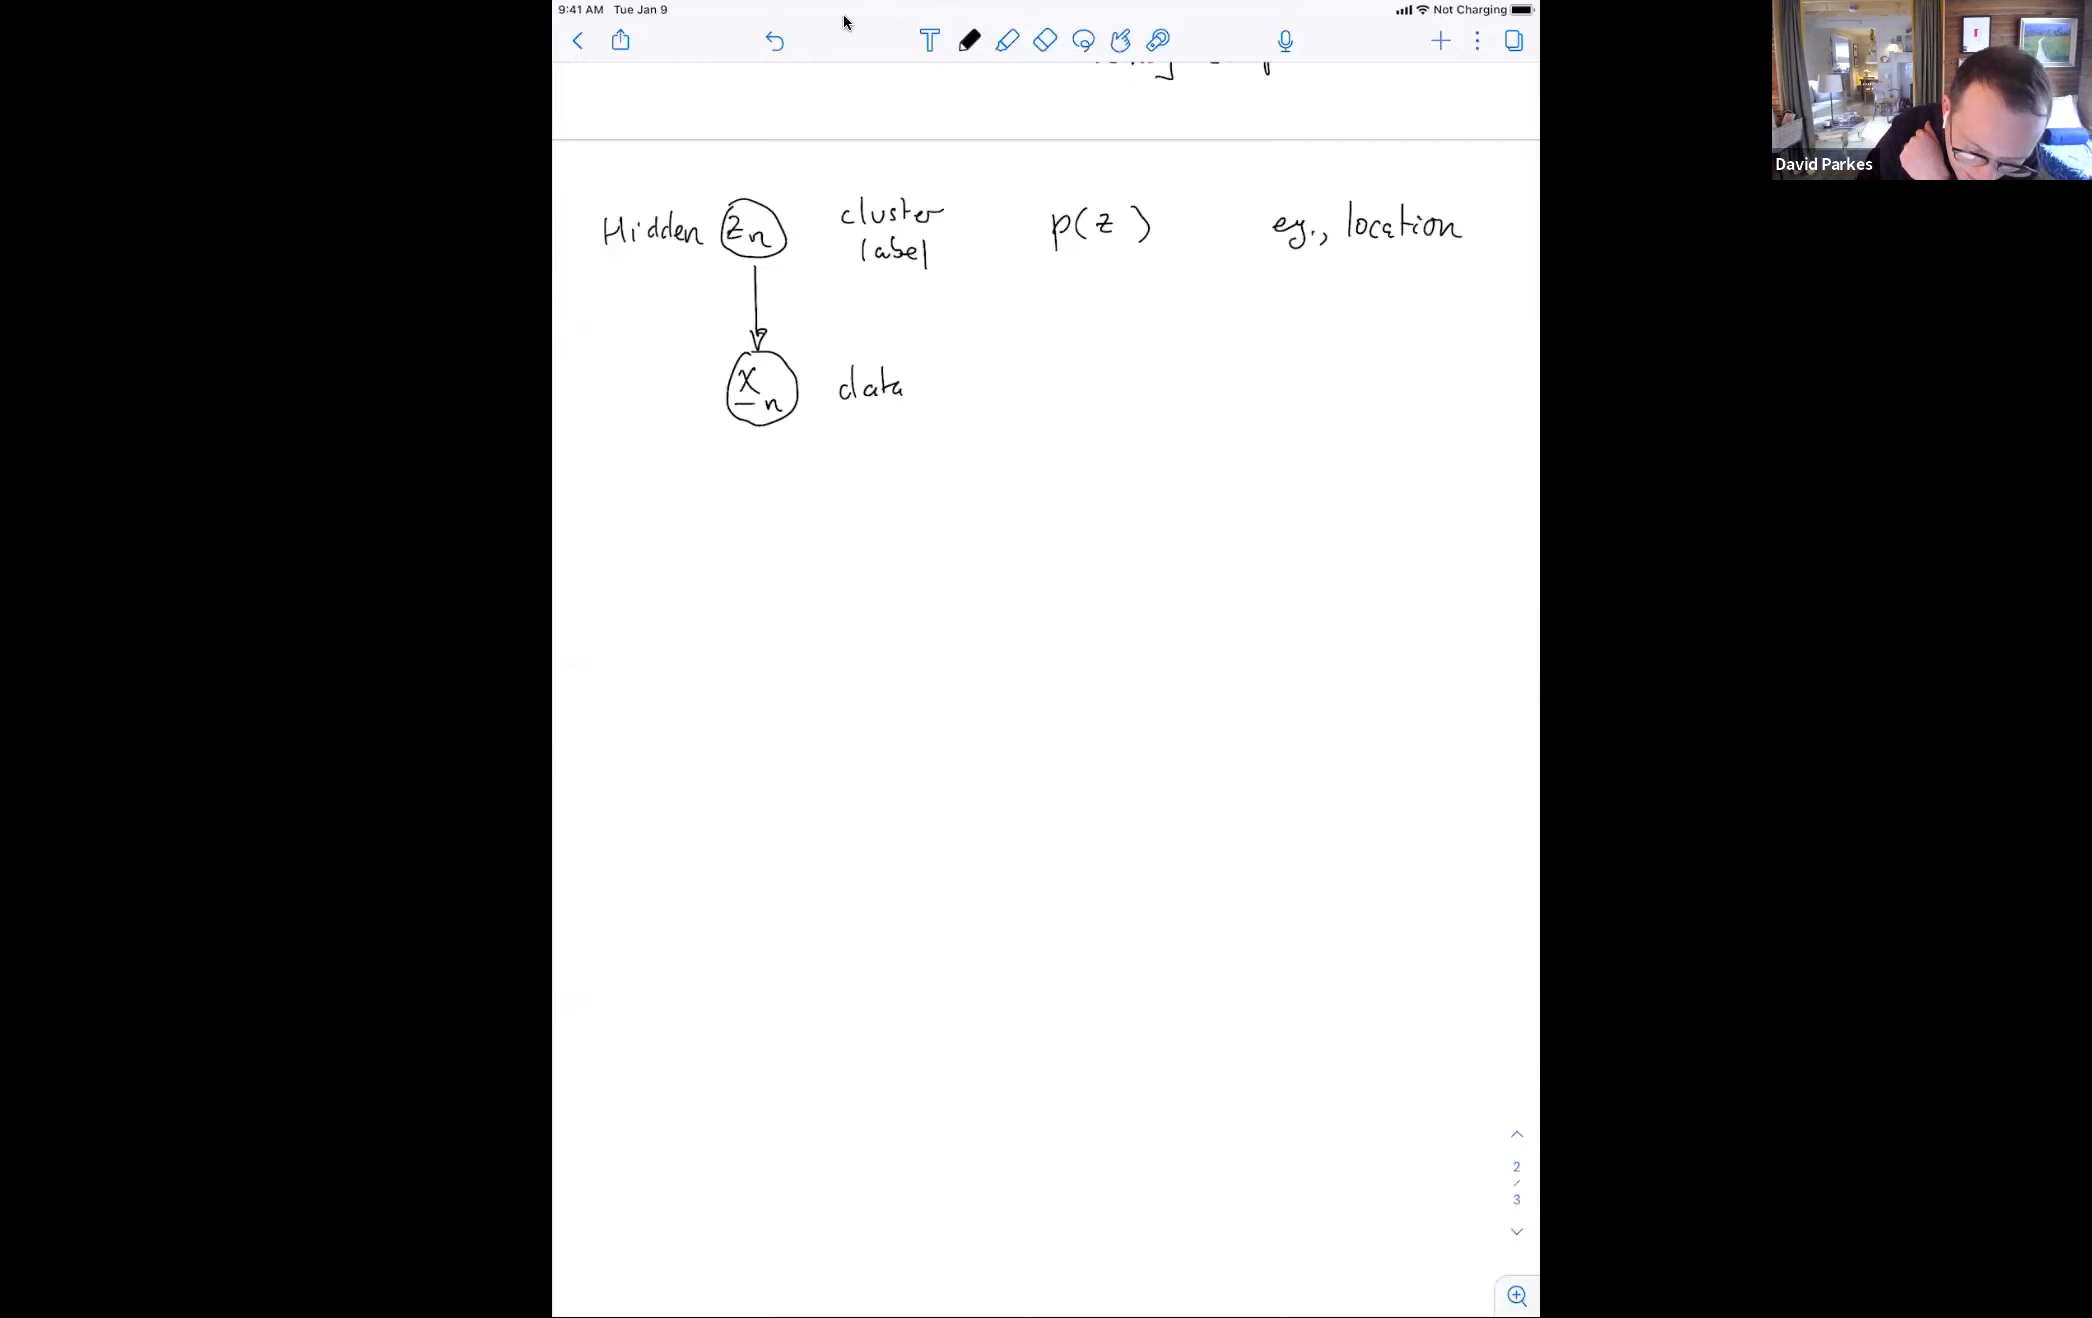 9:41 AM Tue Jan 9
Not Charging
David Parkes
Hidden zn cluster label p(z ) eg., location
xn data
2
/
3